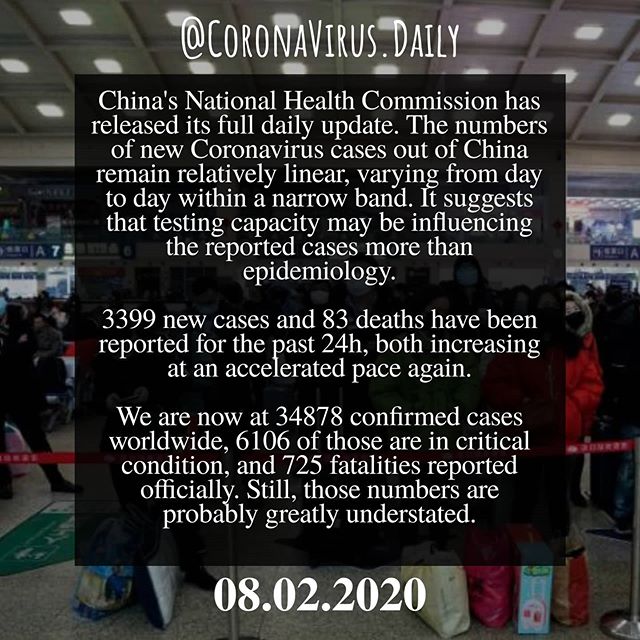 @CoronaVirus.Daily
China's National Health Commission has
released its full daily update. The numbers
of new Coronavirus cases out of China
remain relatively linear, varying from day
to day within a narrow band. It suggests
that testing capacity may be influencing
the reported cases more than
epidemiology.
3399 new cases and 83 deaths have been
reported for the past 24h, both increasing
at an accelerated pace again.
We are now at 34878 confirmed cases
worldwide, 6106 of those are in critical
condition, and 725 fatalities reported
officially. Still, those numbers are
probably greatly understated.
08.02.2020
A 7